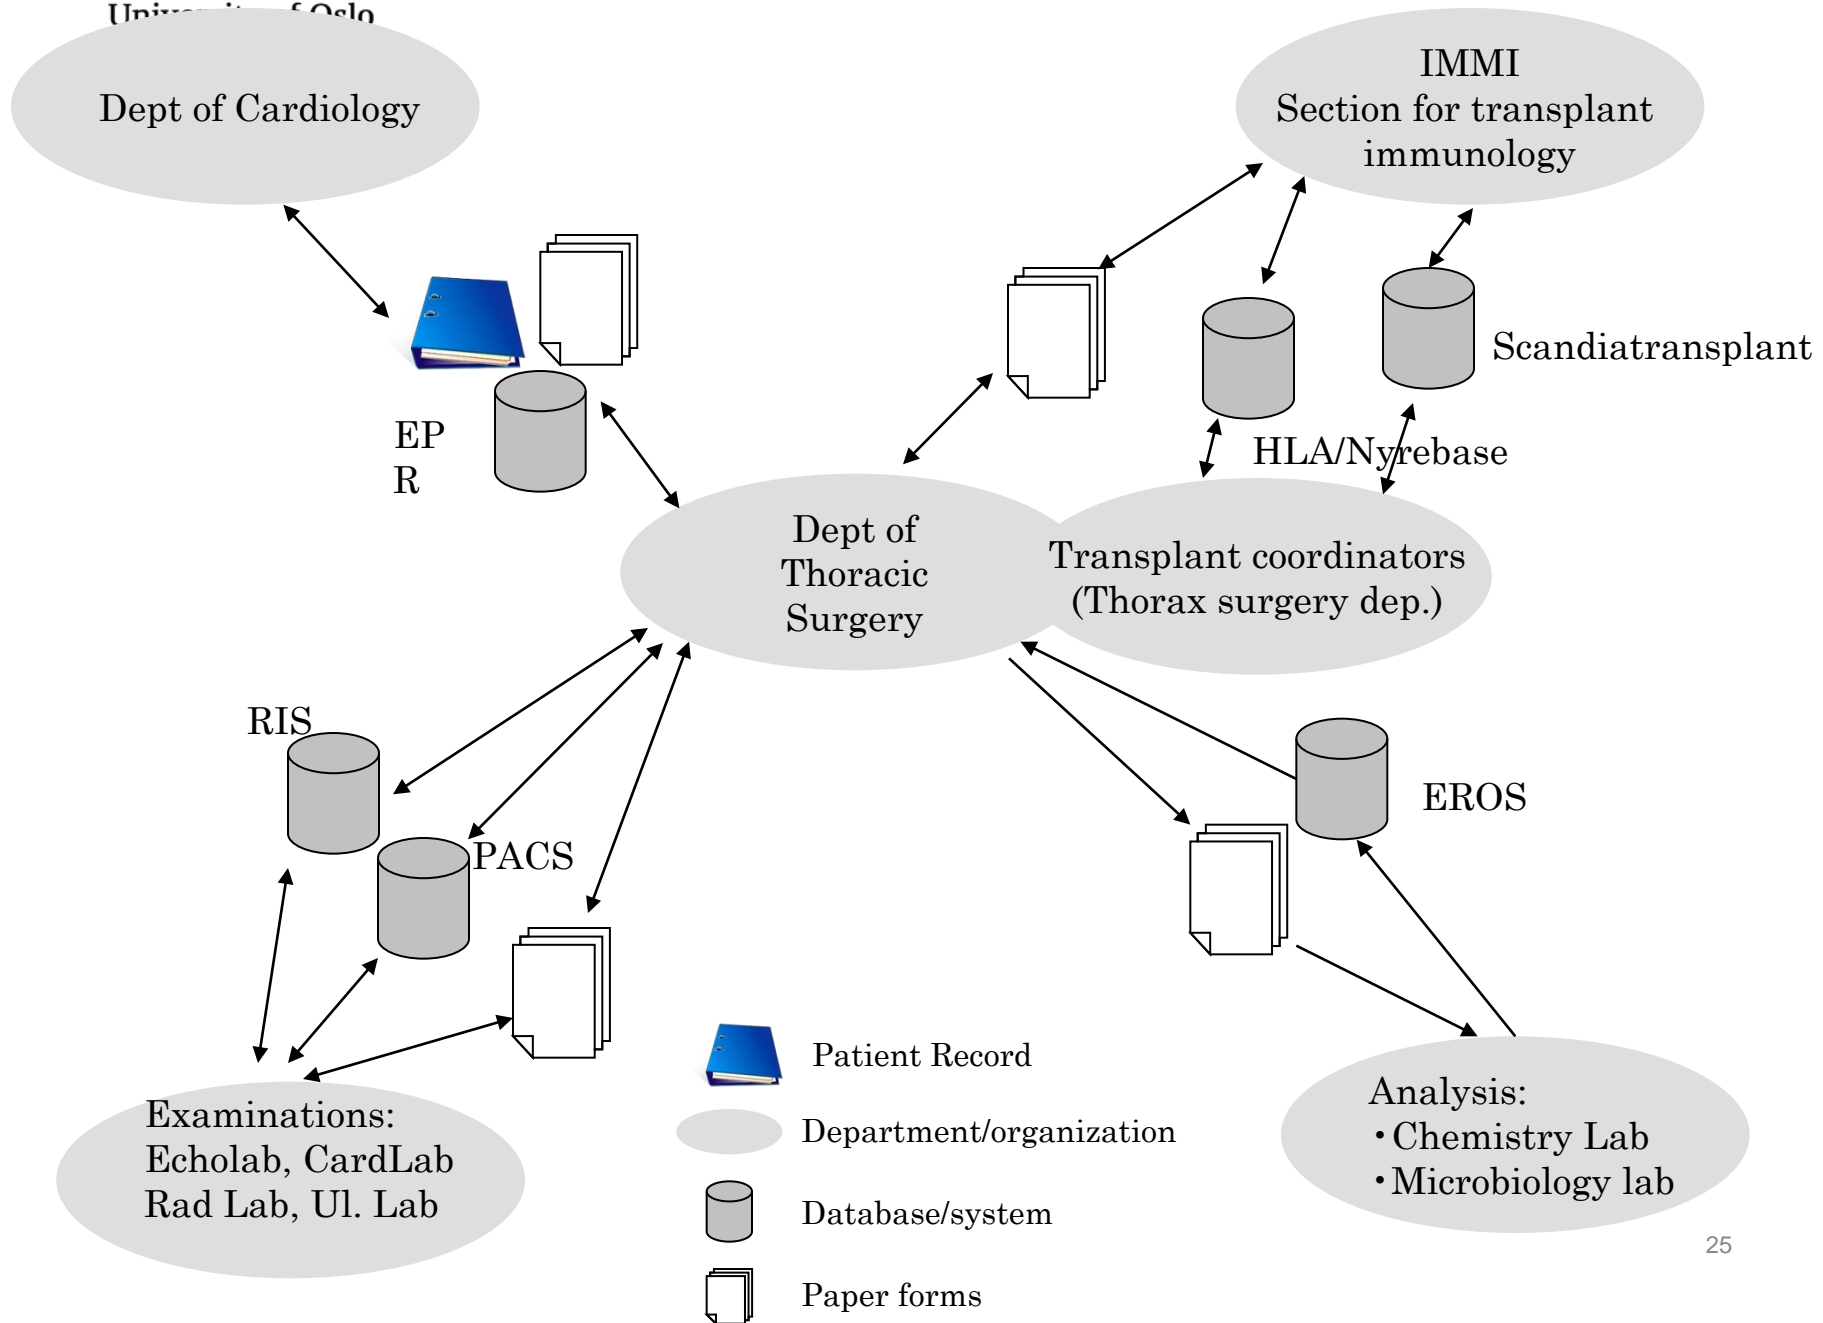 of Oslo
Dept of Cardiology
IMMI
Section for transplant
immunology
Scandiatransplant
EP
R
HLA/Nyrebase
Dept of
Thoracic
Surgery
Transplant coordinators
(Thorax surgery dep.)
RIS
PACS
EROS
Examinations:
Echolab, CardLab
Rad Lab, Ul. Lab
Patient Record
Department/organization
Database/system
Paper forms
Analysis:
•Chemistry Lab
•Microbiology lab
25